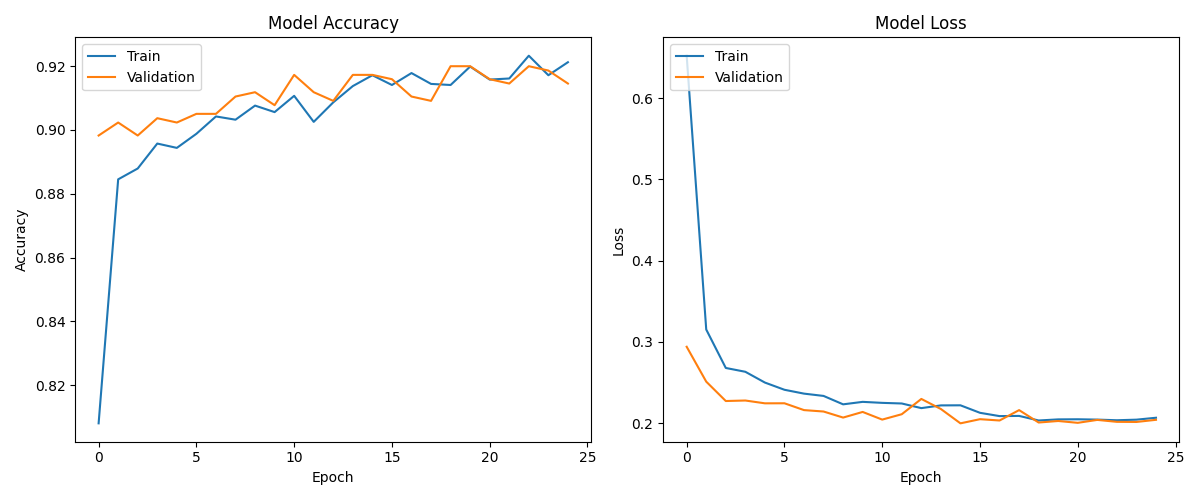 Model Accuracy
Train
Validation
0.92
0.90
0.88
0.86
0.84
0.82
Accuracy
0 5 10 15 20 25
Epoch
Model Loss
Train
Validation
0.6
0.5
0.4
0.3
0.2
Loss
0 5 10 15 20 25
Epoch